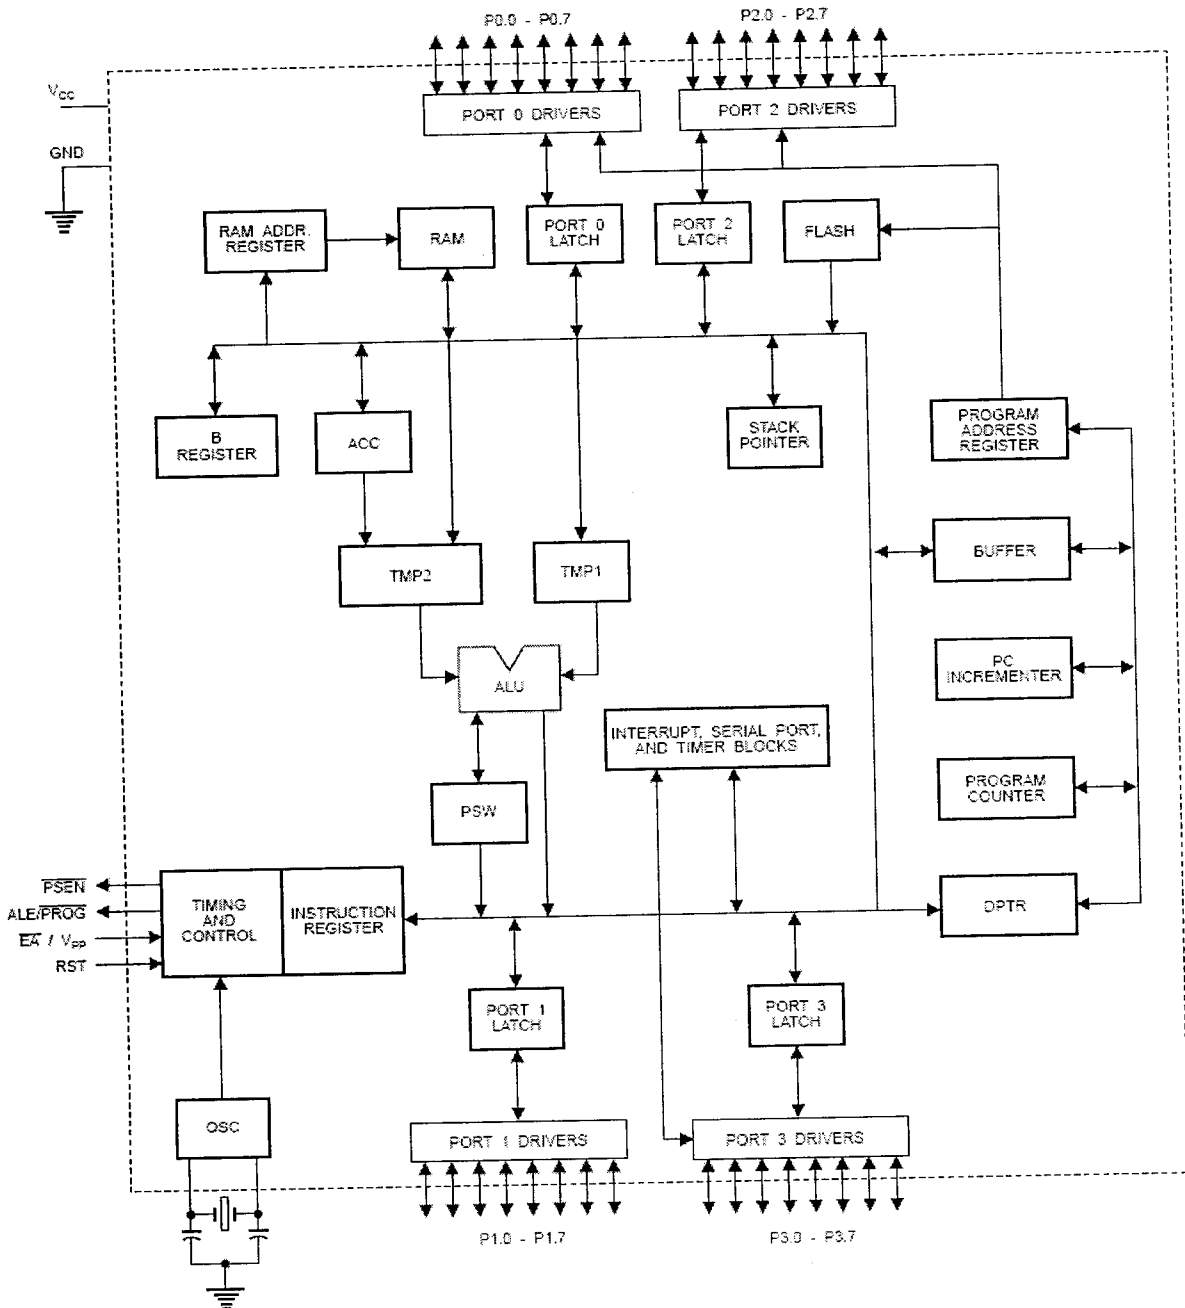 P0.0 - P0.7
P2.0 - P2.7
VCC
PORT 0 DRIVERS
PORT 2 DRIVERS
GND
RAM ADDR.
REGISTER
RAM
PORT 0
LATCH
PORT 2
LATCH
FLASH
B
REGISTER
ACC
STACK
POINTER
PROGRAM
ADDRESS
REGISTER
BUFFER
TMP2
TMP1
ALU
PC
INCREMENTER
INTERRUPT, SERIAL PORT,
AND TIMER BLOCKS
PROGRAM
COUNTER
PSW
PSEN
ALE/PROG
EA / VPP
RST
TIMING
AND
CONTROL
INSTRUCTION
REGISTER
DPTR
PORT 1
LATCH
PORT 3
LATCH
OSC
PORT 1 DRIVERS
PORT 3 DRIVERS
P1.0 - P1.7
P3.0 - P3.7